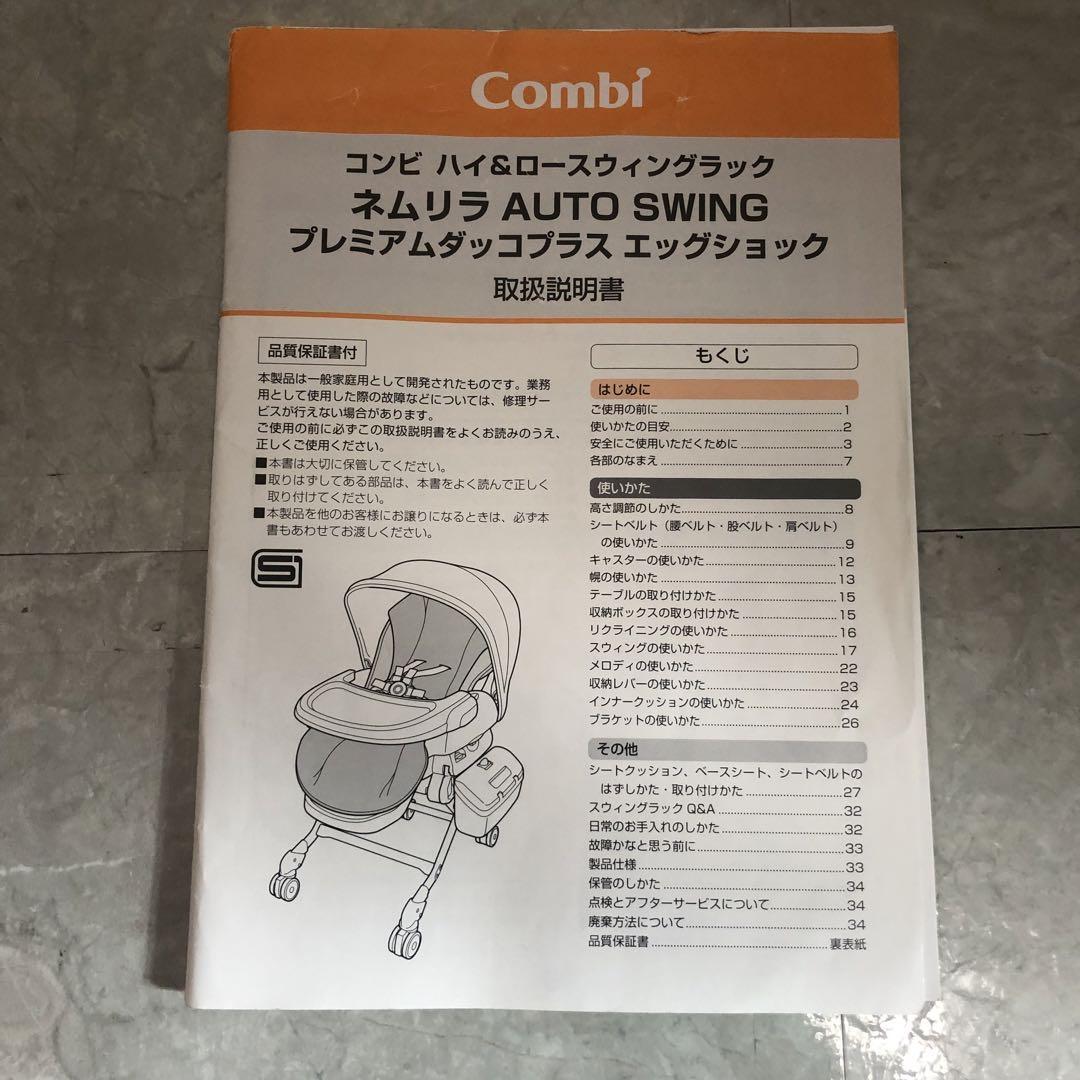 Combi
コンビ ハイ&ロースウィングラック
ネムリラ AUTO SWING
プレミアムダッコプラス エッグショック
取扱説明書
品質保証書付
本製品は一般家庭用として開発されたものです。業務
用として使用した際の故障などについては、修理サー
ビスが行えない場合があります。
ご使用の前に必ずこの取扱説明書をよくお読みのうえ、
正しくご使用ください。
■本書は大切に保管してください。
■取りはずしてある部品は、本書をよく読んで正しく
取り付けてください。
■本製品を他のお客様にお譲りになるときは、必ず本
書もあわせてお渡しください。
もくじ
はじめに
ご使用の前に ........ 1
使いかたの目安 ........ 2
安全にご使用いただくために ........ 3
各部のなまえ ........ 7
使いかた
高さ調節のしかた ........ 8
シートベルト(腰ベルト・股ベルト・肩ベルト)
の使いかた ........ 9
キャスターの使いかた ........ 12
幌の使いかた ........ 13
テーブルの取り付けかた ........ 15
収納ボックスの取り付けかた ........ 15
リクライニングの使いかた ........ 16
スウィングの使いかた ........ 17
メロディの使いかた ........ 22
収納レバーの使いかた ........ 23
インナークッションの使いかた ........ 24
ブラケットの使いかた ........ 26
その他
シートクッション、ベースシート、シートベルトの
はずしかた・取り付けかた ........ 27
スウィングラック Q&A ........ 32
日常のお手入れのしかた ........ 32
故障かなと思う前に ........ 33
製品仕様 ........ 33
保管のしかた ........ 34
点検とアフターサービスについて ........ 34
廃棄方法について ........ 34
品質保証書 ........ 裏表紙